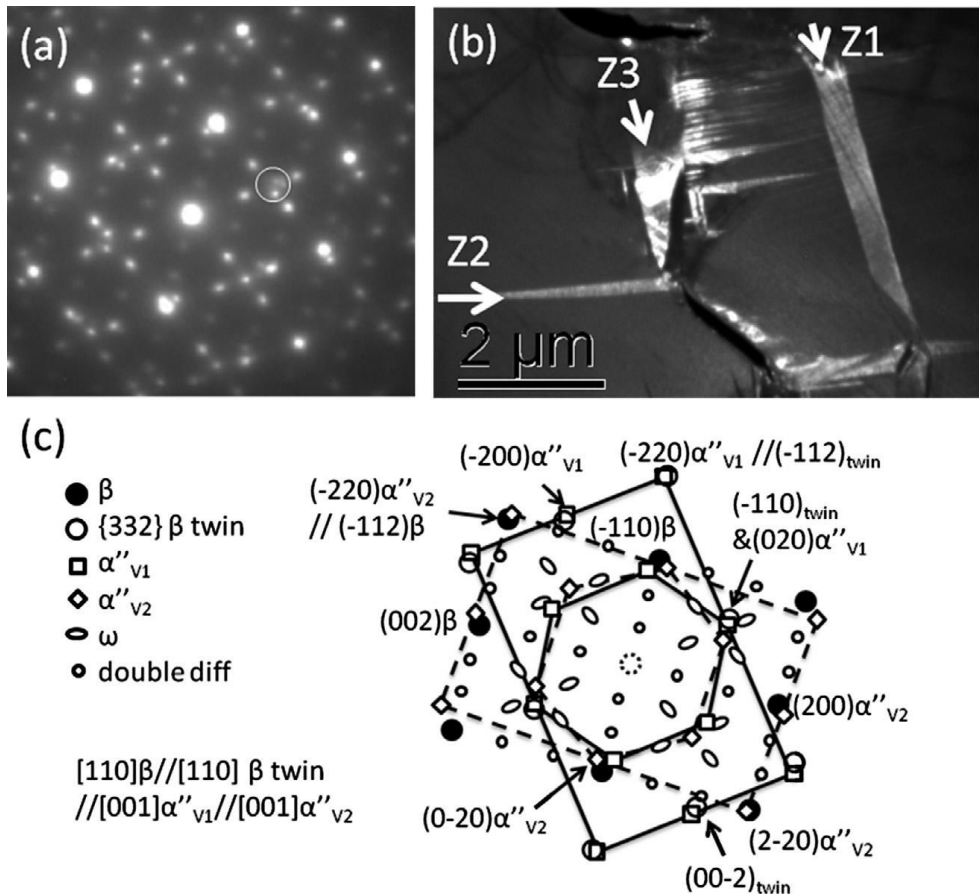 (a)
(b)
Z1
Z3
Z2
2 µm
(c)
β
{332} β twin
α''V1
α''V2
ω
double diff
[110]β//[110] β twin
//[001]α''V1//[001]α''V2
(-200)α''V1
(-220)α''V1 //(-112)twin
(-220)α''V2
// (-112)β
(-110)β
(-110)twin
&(020)α''V1
(002)β
(200)α''V2
(0-20)α''V2
(2-20)α''V2
(00-2)twin